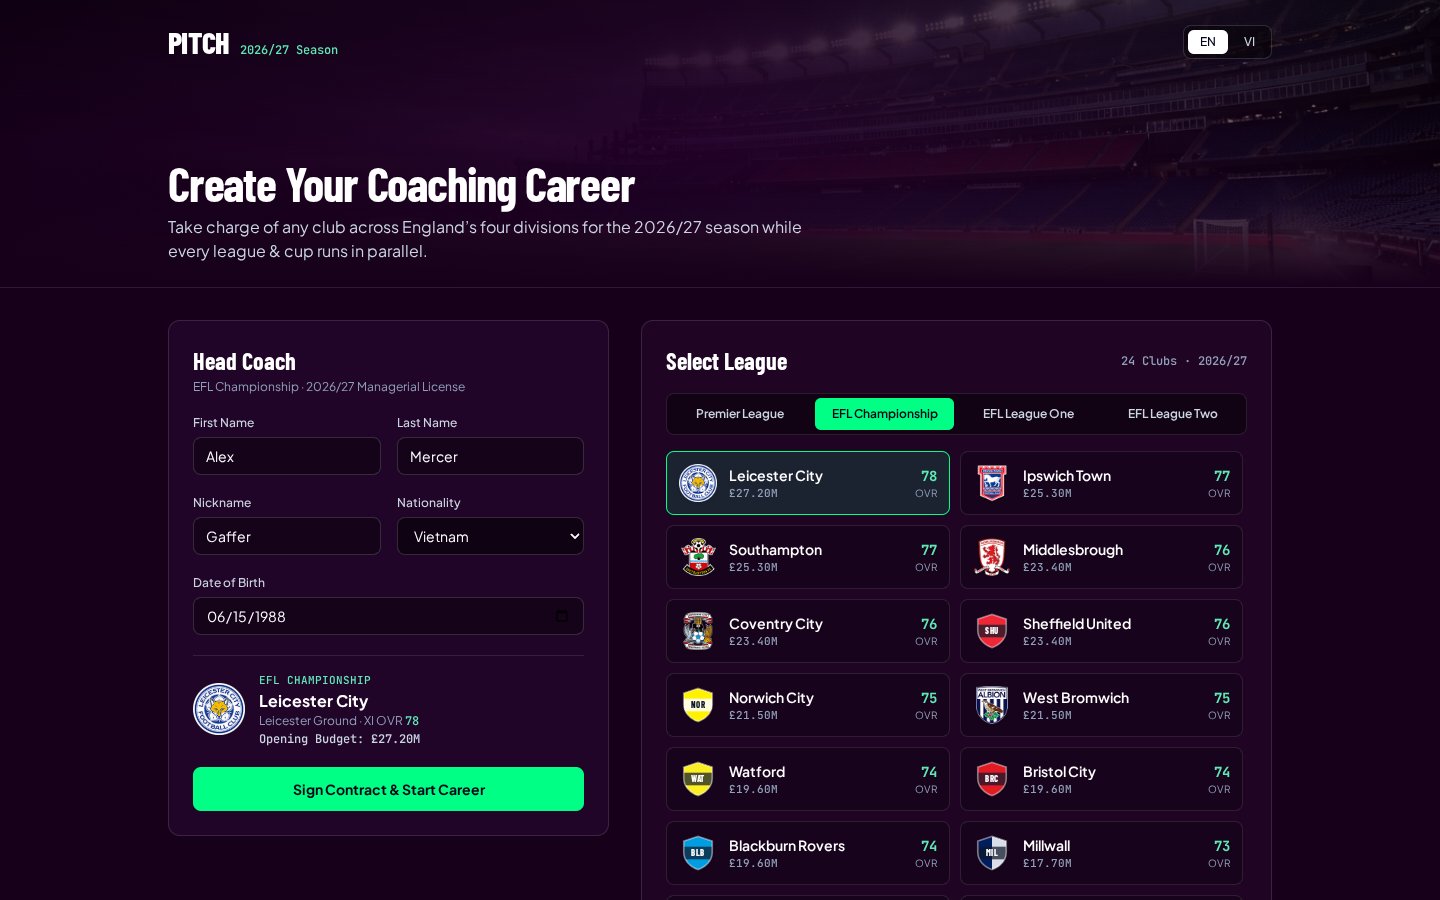 PITCH 2026/27 Season
EN VI
Create Your Coaching Career
Take charge of any club across England's four divisions for the 2026/27 season while
every league & cup runs in parallel.
Head Coach
EFL Championship · 2026/27 Managerial License
First Name
Alex
Last Name
Mercer
Nickname
Gaffer
Nationality
Vietnam
Date of Birth
06/15/1988
EFL CHAMPIONSHIP
Leicester City
Leicester Ground · XI OVR 78
Opening Budget: £27.20M
Sign Contract & Start Career
Select League
24 Clubs · 2026/27
Premier League
EFL Championship
EFL League One
EFL League Two
Leicester City 78
£27.20M OVR
Ipswich Town 77
£25.30M OVR
Southampton 77
£25.30M OVR
Middlesbrough 76
£23.40M OVR
Coventry City 76
£23.40M OVR
SHU
Sheffield United 76
£23.40M OVR
NOR
Norwich City 75
£21.50M OVR
ALBION
West Bromwich 75
£21.50M OVR
WAT
Watford 74
£19.60M OVR
BRC
Bristol City 74
£19.60M OVR
BLB
Blackburn Rovers 74
£19.60M OVR
MIL
Millwall 73
£17.70M OVR